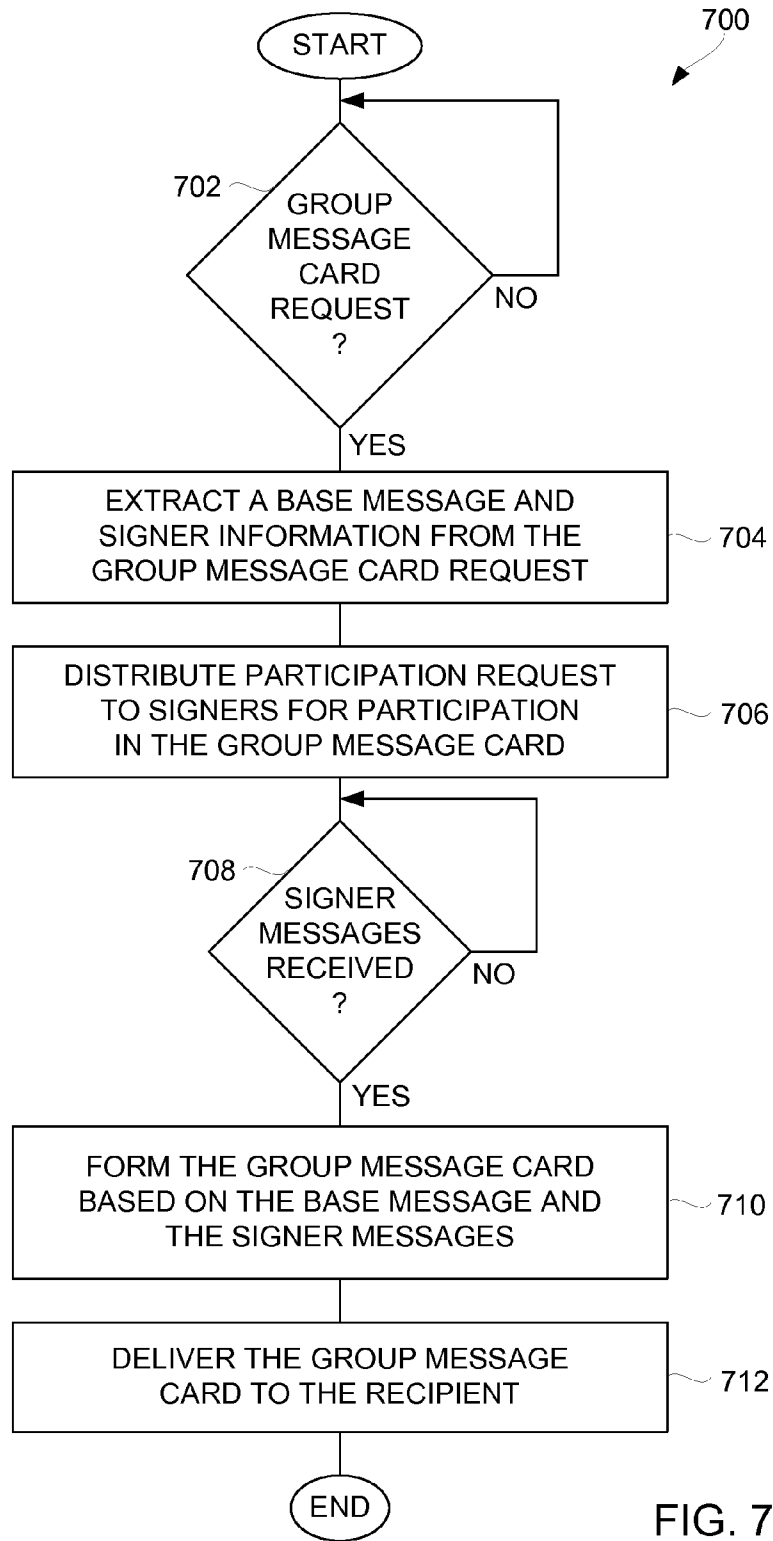 START
700
702
GROUP
MESSAGE
CARD
REQUEST
?
NO
YES
EXTRACT A BASE MESSAGE AND
SIGNER INFORMATION FROM THE
GROUP MESSAGE CARD REQUEST
704
DISTRIBUTE PARTICIPATION REQUEST
TO SIGNERS FOR PARTICIPATION
IN THE GROUP MESSAGE CARD
706
708
SIGNER
MESSAGES
RECEIVED
?
NO
YES
FORM THE GROUP MESSAGE CARD
BASED ON THE BASE MESSAGE AND
THE SIGNER MESSAGES
710
DELIVER THE GROUP MESSAGE
CARD TO THE RECIPIENT
712
END
FIG. 7